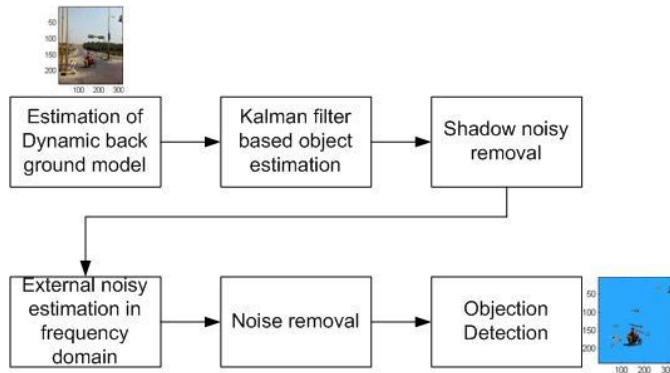 50
100
150
200
100 200 300
Estimation of
Dynamic back
ground model
Kalman filter
based object
estimation
Shadow noisy
removal
External noisy
estimation in
frequency
domain
Noise removal
Objection
Detection
50
100
150
200
100 200 300